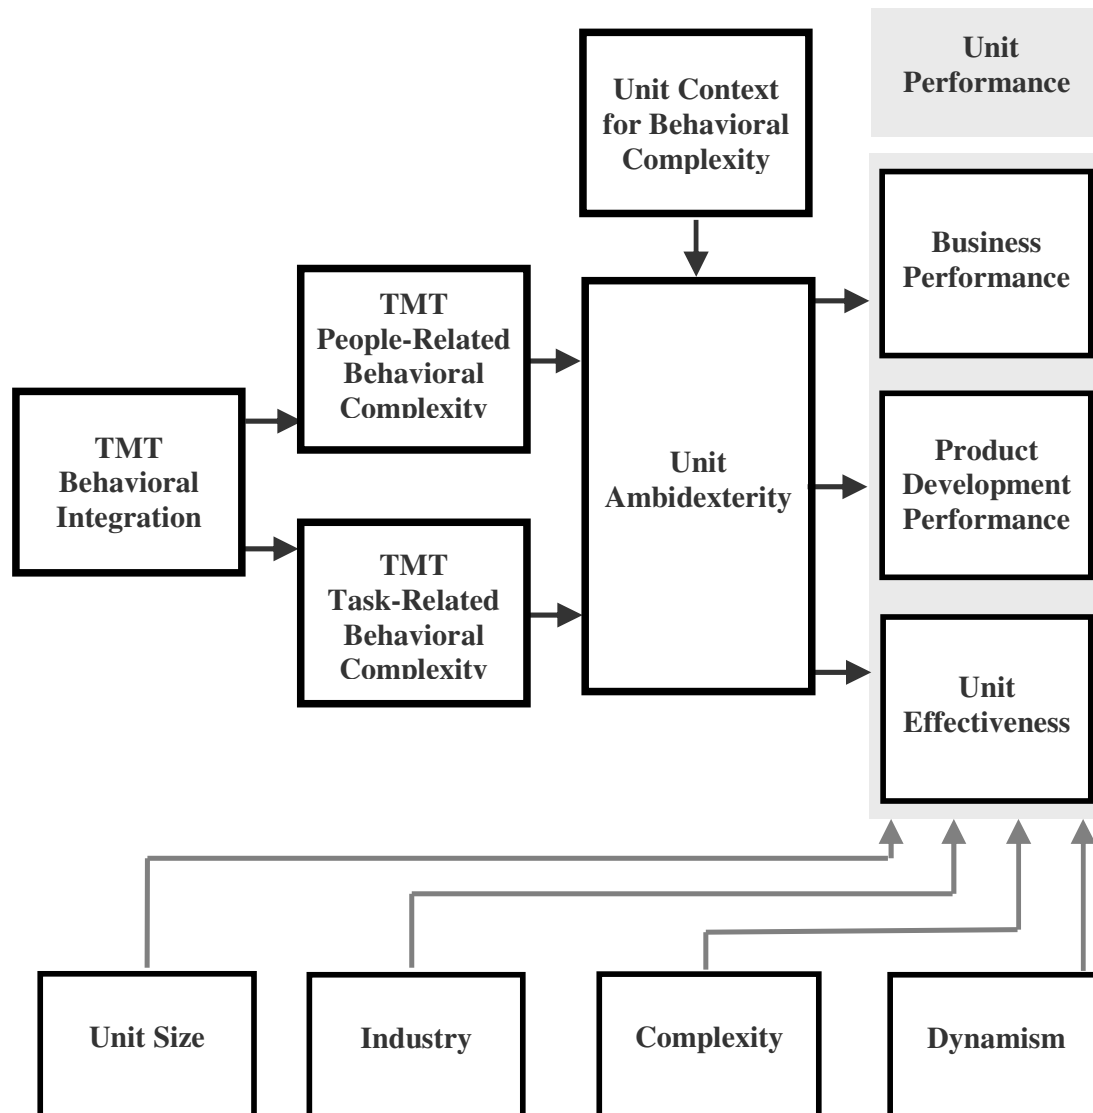 Unit
Performance
Unit Context
for Behavioral
Complexity
Business
Performance
TMT
People-Related
Behavioral
Complexity
TMT
Behavioral
Integration
Unit
Ambidexterity
Product
Development
Performance
TMT
Task-Related
Behavioral
Complexity
Unit
Effectiveness
Unit Size
Industry
Complexity
Dynamism